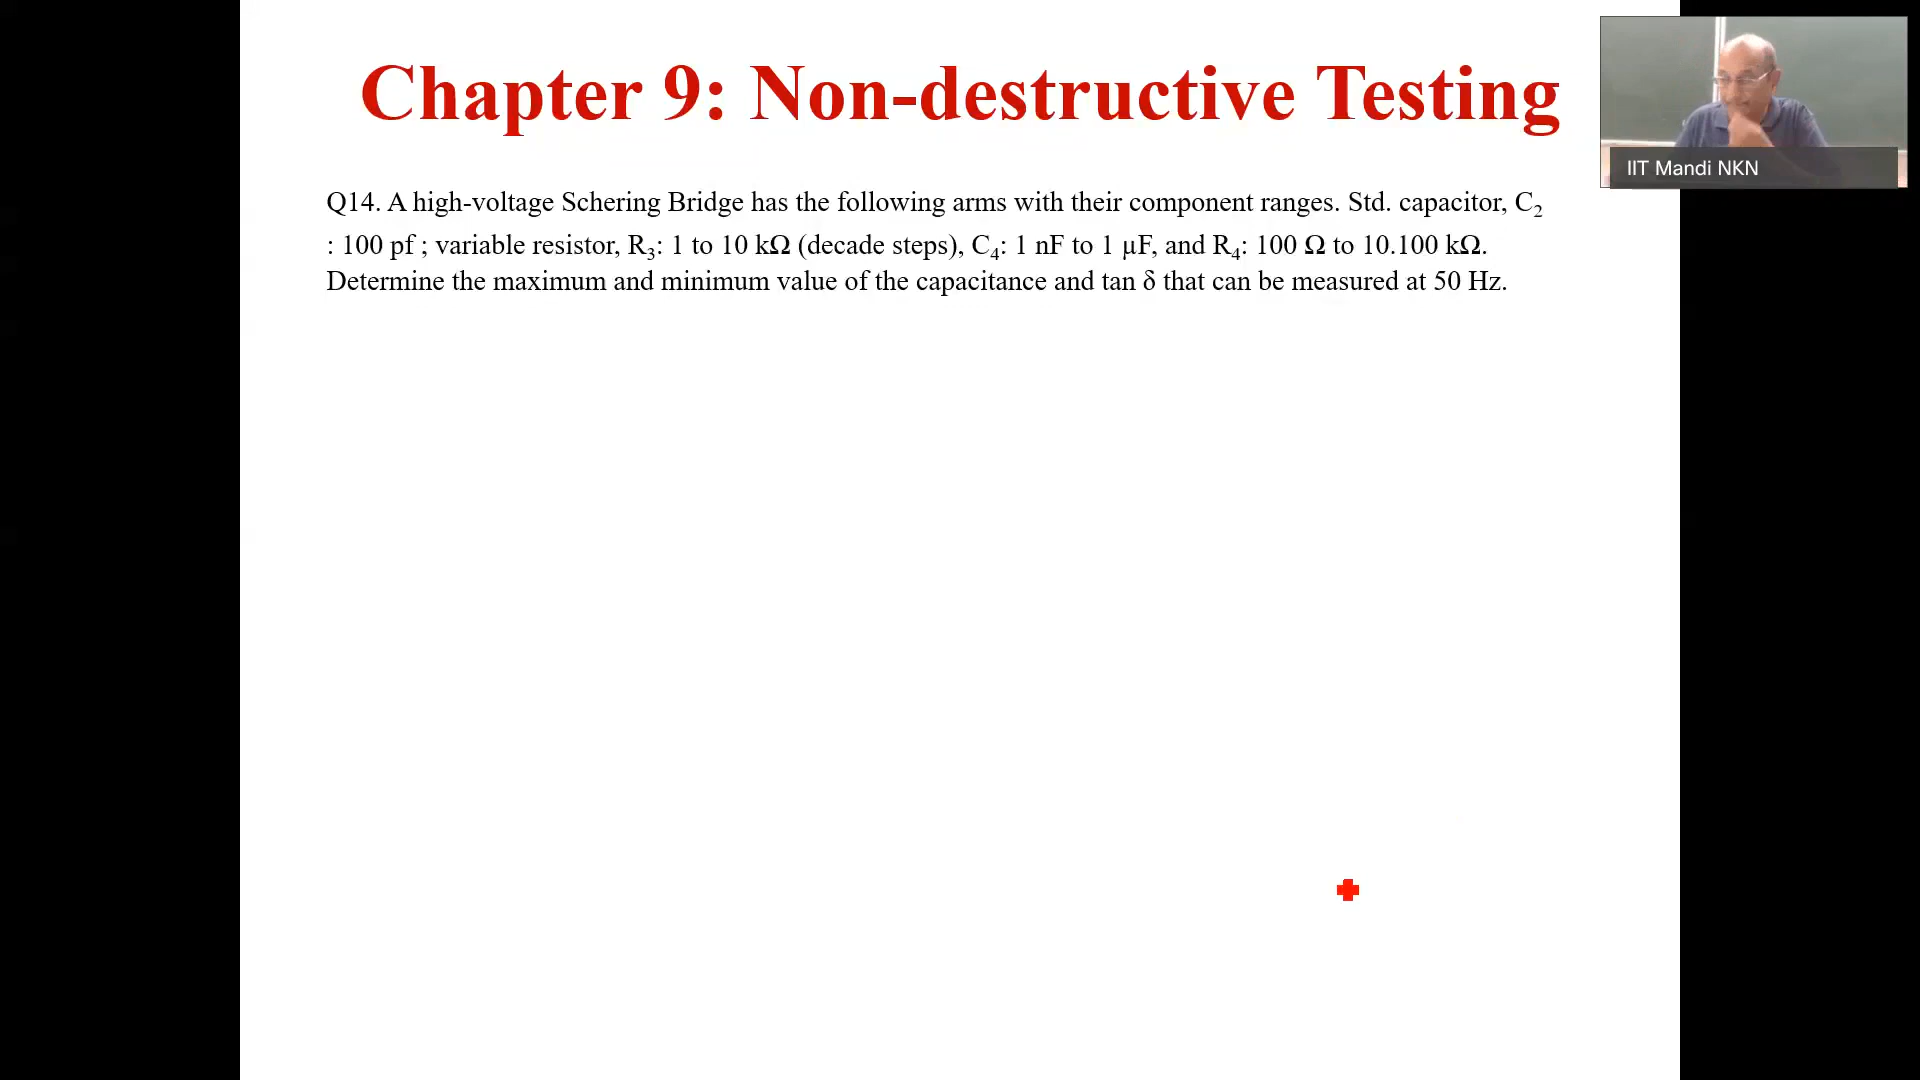 Chapter 9: Non-destructive Testing
IIT Mandi NKN
Q14. A high-voltage Schering Bridge has the following arms with their component ranges. Std. capacitor, C₂
: 100 pf ; variable resistor, R₃: 1 to 10 kΩ (decade steps), C₄: 1 nF to 1 μF, and R₄: 100 Ω to 10.100 kΩ.
Determine the maximum and minimum value of the capacitance and tan δ that can be measured at 50 Hz.